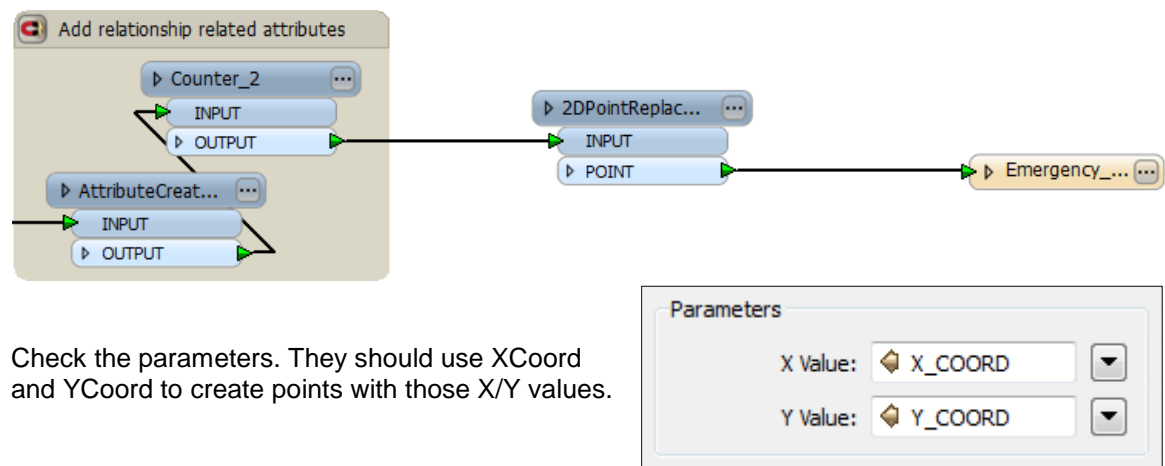 Add relationship related attributes
Counter_2
INPUT
OUTPUT
AttributeCreat...
INPUT
OUTPUT
2DPointReplac...
INPUT
POINT
Emergency_...
Check the parameters. They should use XCoord
and YCoord to create points with those X/Y values.
Parameters
X Value: X_COORD
Y Value: Y_COORD